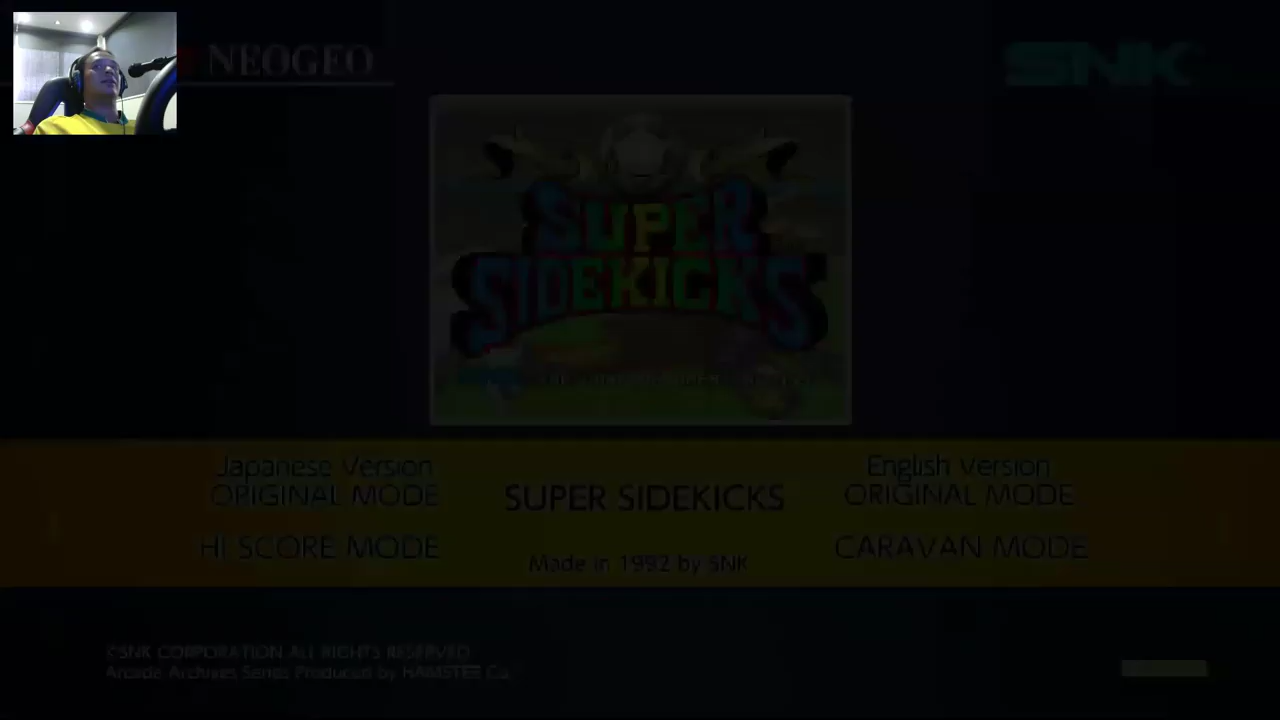 NEOGEO
SNK
SUPER
SIDEKICKS
Japanese Version
ORIGINAL MODE
HI SCORE MODE
SUPER SIDEKICKS
Made in 1992 by SNK
English Version
ORIGINAL MODE
CARAVAN MODE
©SNK CORPORATION ALL RIGHTS RESERVED.
Arcade Archives Series Produced by HAMSTER Co.